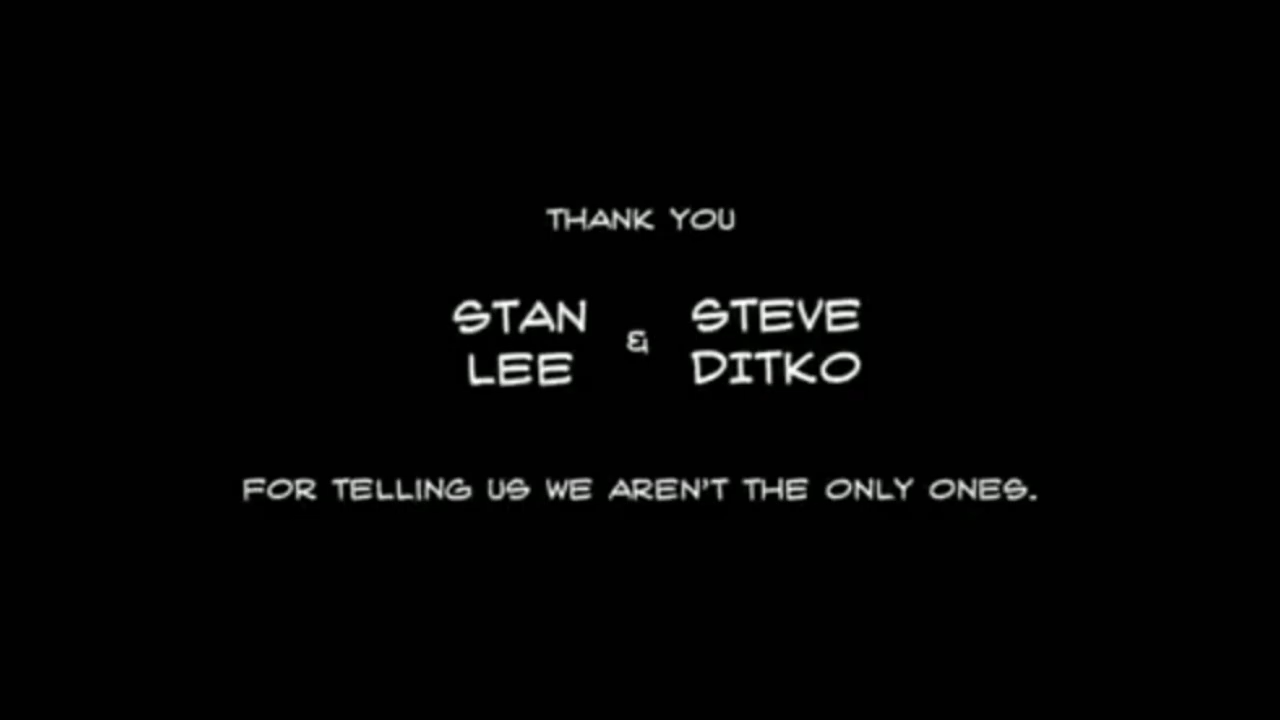 THANK YOU
STAN LEE & STEVE DITKO
FOR TELLING US WE AREN'T THE ONLY ONES.